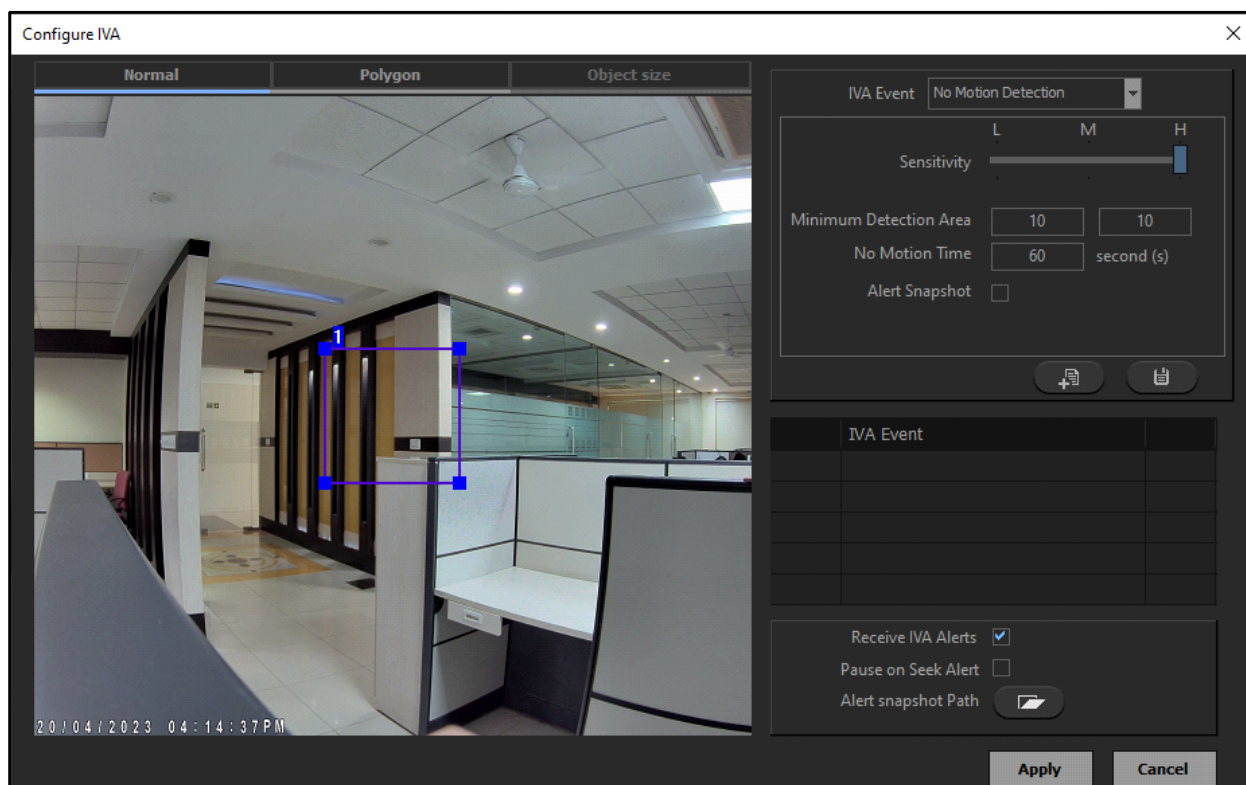 Configure IVA
Normal Polygon Object size
IVA Event No Motion Detection
L M H
Sensitivity
Minimum Detection Area 10 10
No Motion Time 60 second (s)
Alert Snapshot
1
IVA Event
Receive IVA Alerts
Pause on Seek Alert
Alert snapshot Path
20/04/2023 04:14:37PM
Apply Cancel